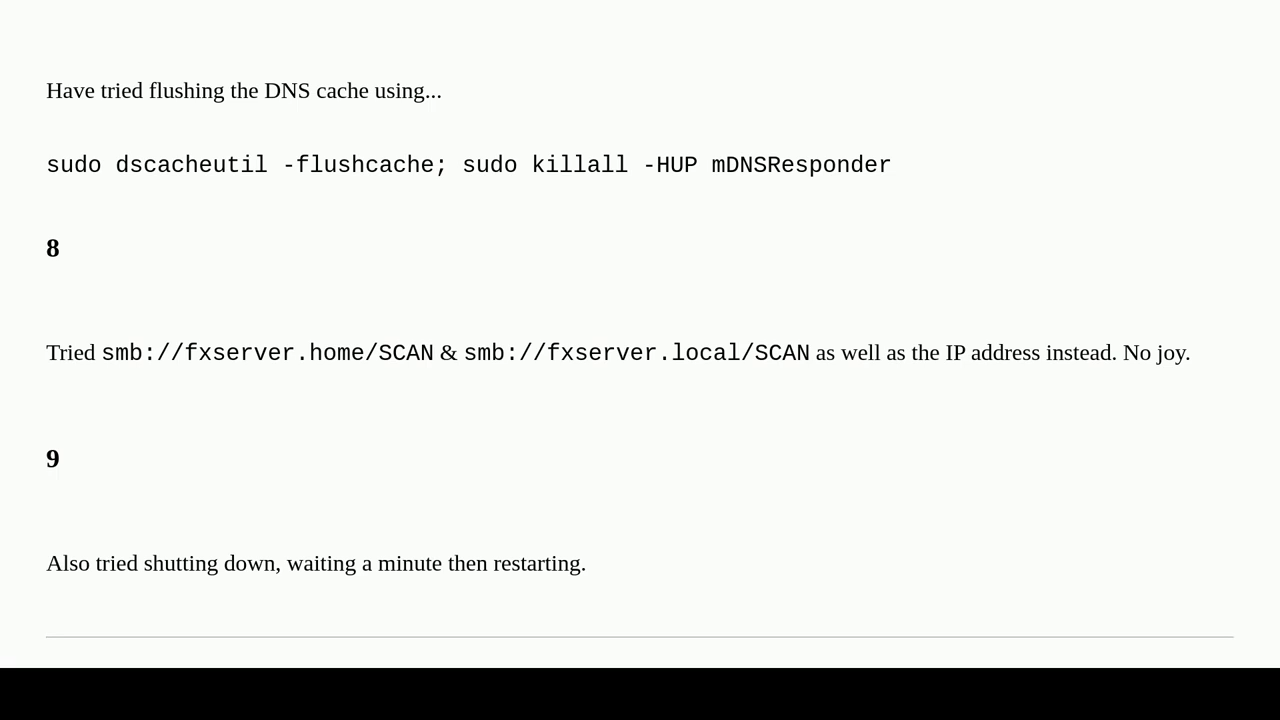 Have tried flushing the DNS cache using...
sudo dscacheutil -flushcache; sudo killall -HUP mDNSResponder
8
Tried smb://fxserver.home/SCAN & smb://fxserver.local/SCAN as well as the IP address instead. No joy.
9
Also tried shutting down, waiting a minute then restarting.